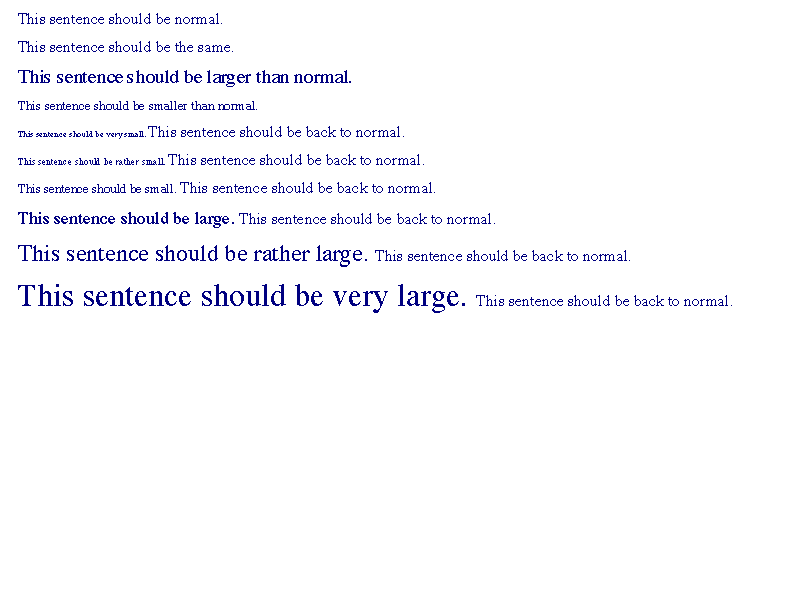 This sentence should be normal.
This sentence should be the same.
This sentence should be larger than normal.
This sentence should be smaller than normal.
This sentence should be very small. This sentence should be back to normal.
This sentence should be rather small. This sentence should be back to normal.
This sentence should be small. This sentence should be back to normal.
This sentence should be large. This sentence should be back to normal.
This sentence should be rather large. This sentence should be back to normal.
This sentence should be very large. This sentence should be back to normal.